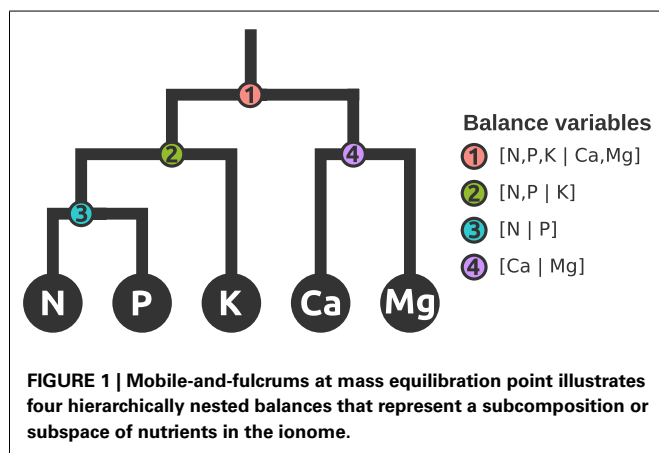 1
2
4
3
N P K Ca Mg
Balance variables
1 [N,P,K | Ca,Mg]
2 [N,P | K]
3 [N | P]
4 [Ca | Mg]
FIGURE 1 | Mobile-and-fulcrums at mass equilibration point illustrates
four hierarchically nested balances that represent a subcomposition or
subspace of nutrients in the ionome.